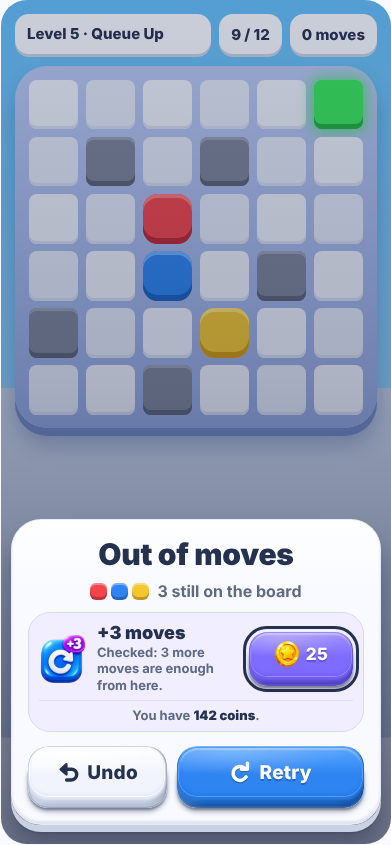 Level 5 · Queue Up
9 / 12
0 moves
Out of moves
3 still on the board
+3
+3 moves
Checked: 3 more
moves are enough
from here.
25
You have 142 coins.
Undo
Retry